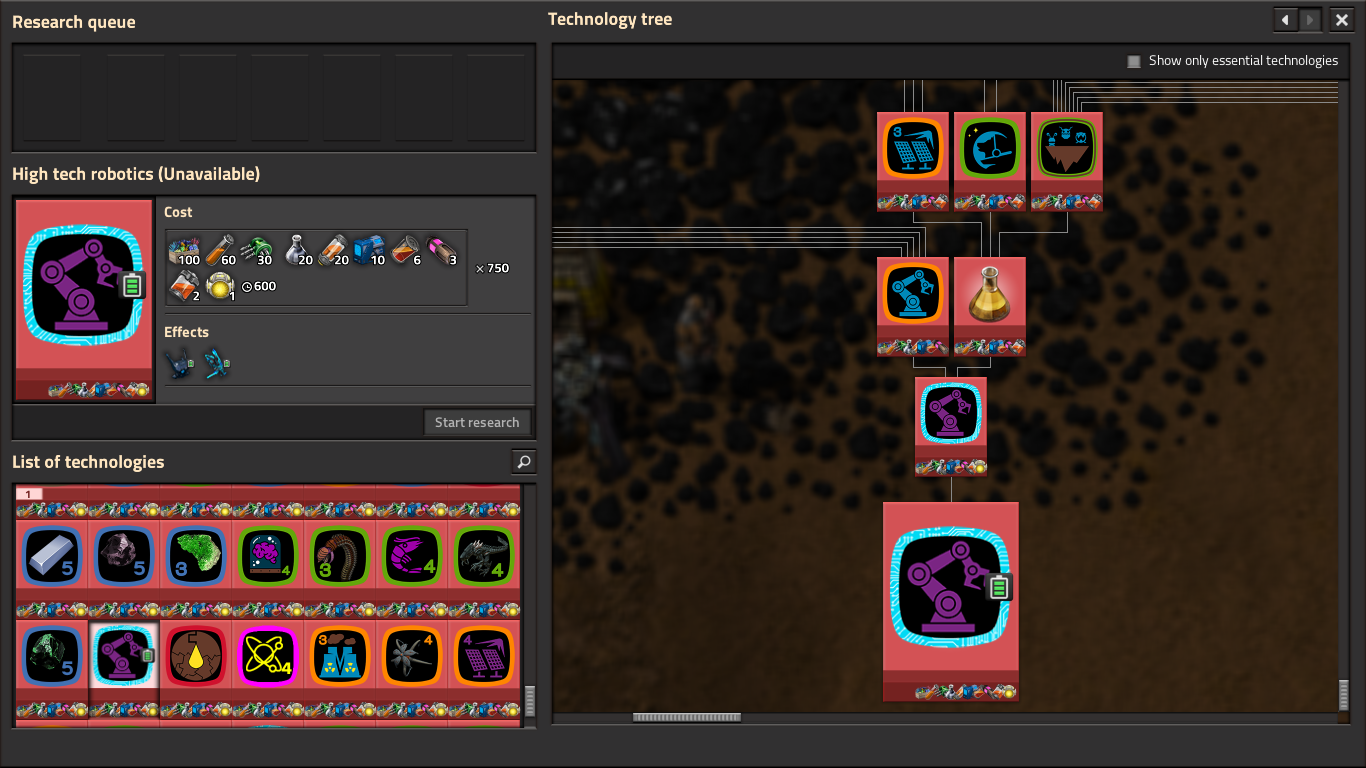 Research queue
Technology tree
Show only essential technologies
High tech robotics (Unavailable)
Cost
100 60 30 20 20 10 6 3
× 750
2 1 600
Effects
Start research
List of technologies
1
5 5 3 4 3 4 4
5 4 3 4 4
3